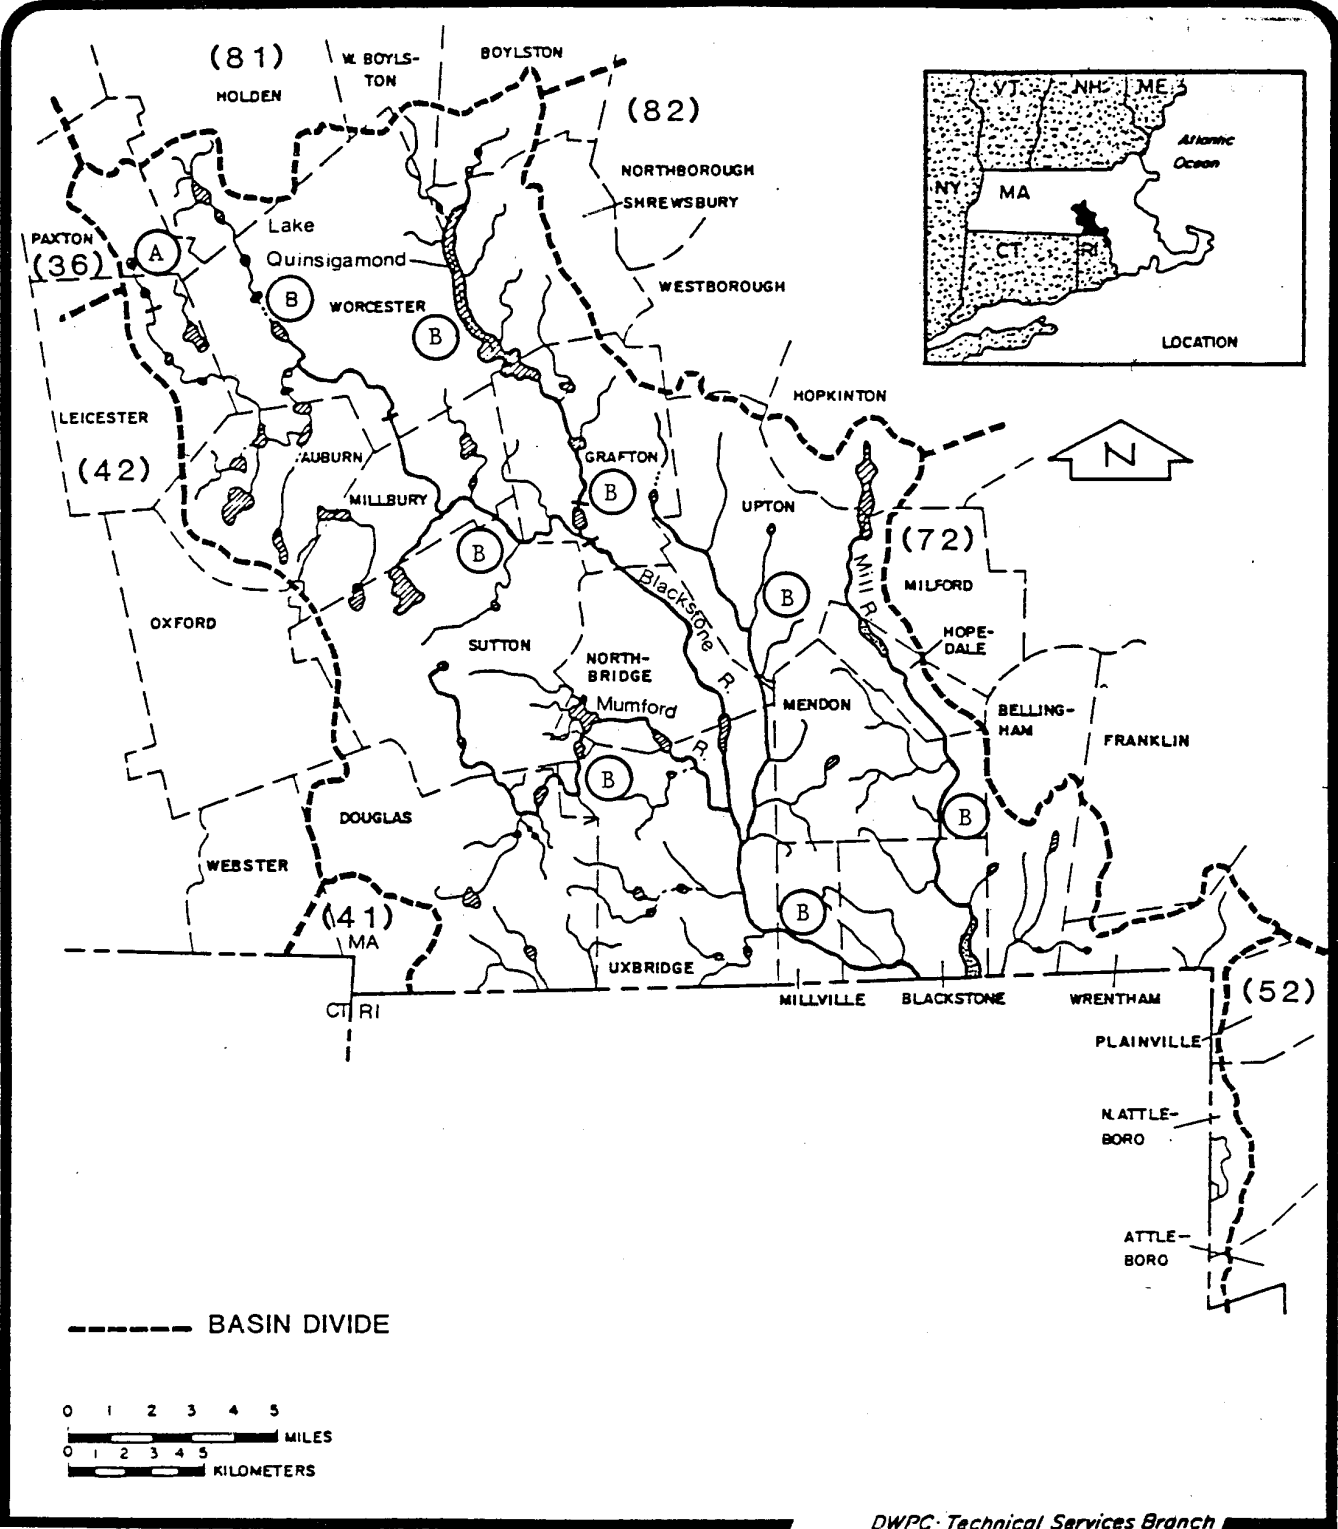 (81)
HOLDEN
W. BOYLS-
TON
BOYLSTON
(82)
NORTHBOROUGH
SHREWSBURY
WESTBOROUGH
VT
NH
ME
Atlantic
Ocean
NY
MA
CT
RI
LOCATION
PAXTON
(36)
A
Lake
Quinsigamond
B
WORCESTER
B
HOPKINTON
LEICESTER
(42)
AUBURN
MILLBURY
GRAFTON
B
UPTON
N
(72)
MILFORD
B
B
Mill R.
HOPE-
DALE
OXFORD
SUTTON
Blackstone R.
NORTH-
BRIDGE
Mumford R.
MENDON
BELLING-
HAM
FRANKLIN
B
B
DOUGLAS
WEBSTER
(41)
MA
B
UXBRIDGE
CT
RI
MILLVILLE
BLACKSTONE
WRENTHAM
(52)
PLAINVILLE
N.ATTLE-
BORO
ATTLE-
BORO
BASIN DIVIDE
0 1 2 3 4 5
MILES
0 1 2 3 4 5
KILOMETERS
DWPC· Technical Services Branch